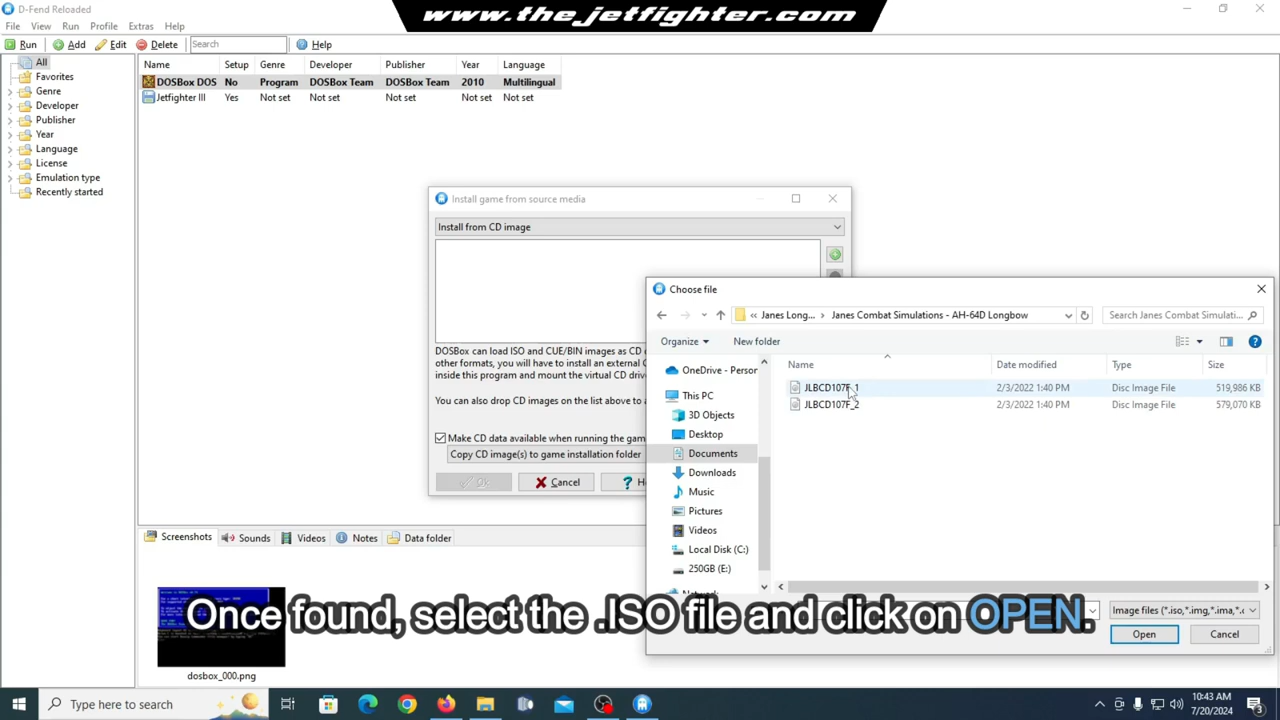 D-Fend Reloaded
www.thejetfighter.com
File View Run Profile Extras Help
Run Add Edit Delete Search Help
All
Favorites
Genre
Developer
Publisher
Year
Language
License
Emulation type
Recently started
Name Setup Genre Developer Publisher Year Language
DOSBox DOS No Program DOSBox Team DOSBox Team 2010 Multilingual
Jetfighter III Yes Not set Not set Not set Not set Not set
Install game from source media
Install from CD image
DOSBox can load ISO and CUE/BIN images as CD
other formats, you will have to install an external C
inside this program and mount the virtual CD drive
You can also drop CD images on the list above to a
Make CD data available when running the gam
Copy CD image(s) to game installation folder
Ok Cancel
Choose file
« Janes Long... › Janes Combat Simulations - AH-64D Longbow
Search Janes Combat Simulati...
Organize New folder
OneDrive - Person
This PC
3D Objects
Desktop
Documents
Downloads
Music
Pictures
Videos
Local Disk (C:)
250GB (E:)
Name Date modified Type Size
JLBCD107F_1 2/3/2022 1:40 PM Disc Image File 519,986 KB
JLBCD107F_2 2/3/2022 1:40 PM Disc Image File 579,070 KB
Image files (*.iso,*.img,*.ima,*.c
Open Cancel
Screenshots Sounds Videos Notes Data folder
Once found, select the .ISO file and click on OPEN.
dosbox_000.png
Type here to search
10:43 AM
7/20/2024